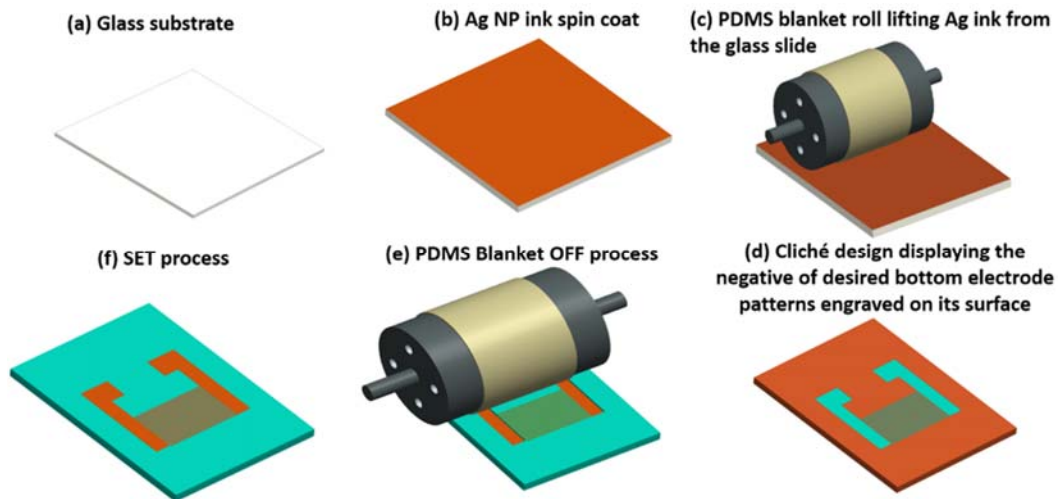 (a) Glass substrate
(b) Ag NP ink spin coat
(c) PDMS blanket roll lifting Ag ink from
the glass slide
(f) SET process
(e) PDMS Blanket OFF process
(d) Cliché design displaying the
negative of desired bottom electrode
patterns engraved on its surface